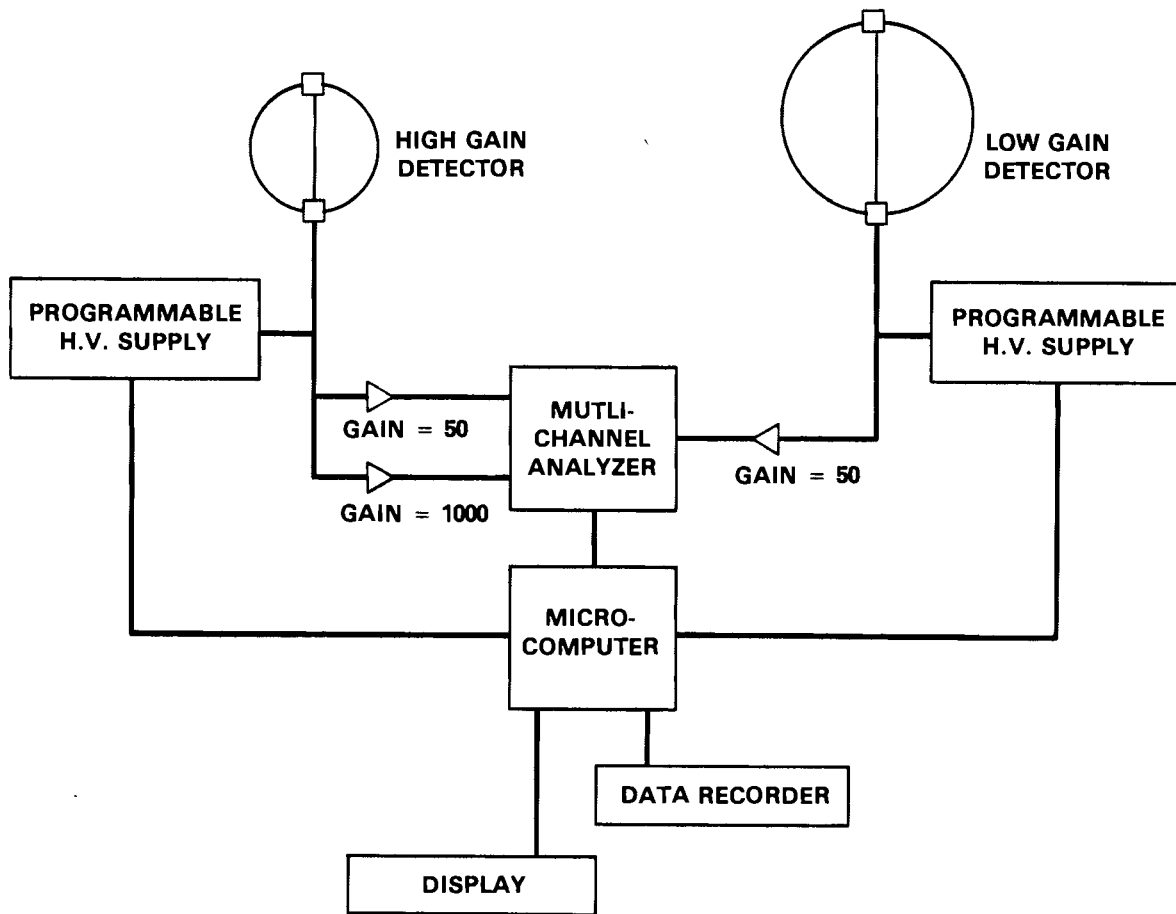 HIGH GAIN
DETECTOR
LOW GAIN
DETECTOR
PROGRAMMABLE
H.V. SUPPLY
PROGRAMMABLE
H.V. SUPPLY
GAIN = 50
GAIN = 1000
MUTLI-
CHANNEL
ANALYZER
GAIN = 50
MICRO-
COMPUTER
DATA RECORDER
DISPLAY